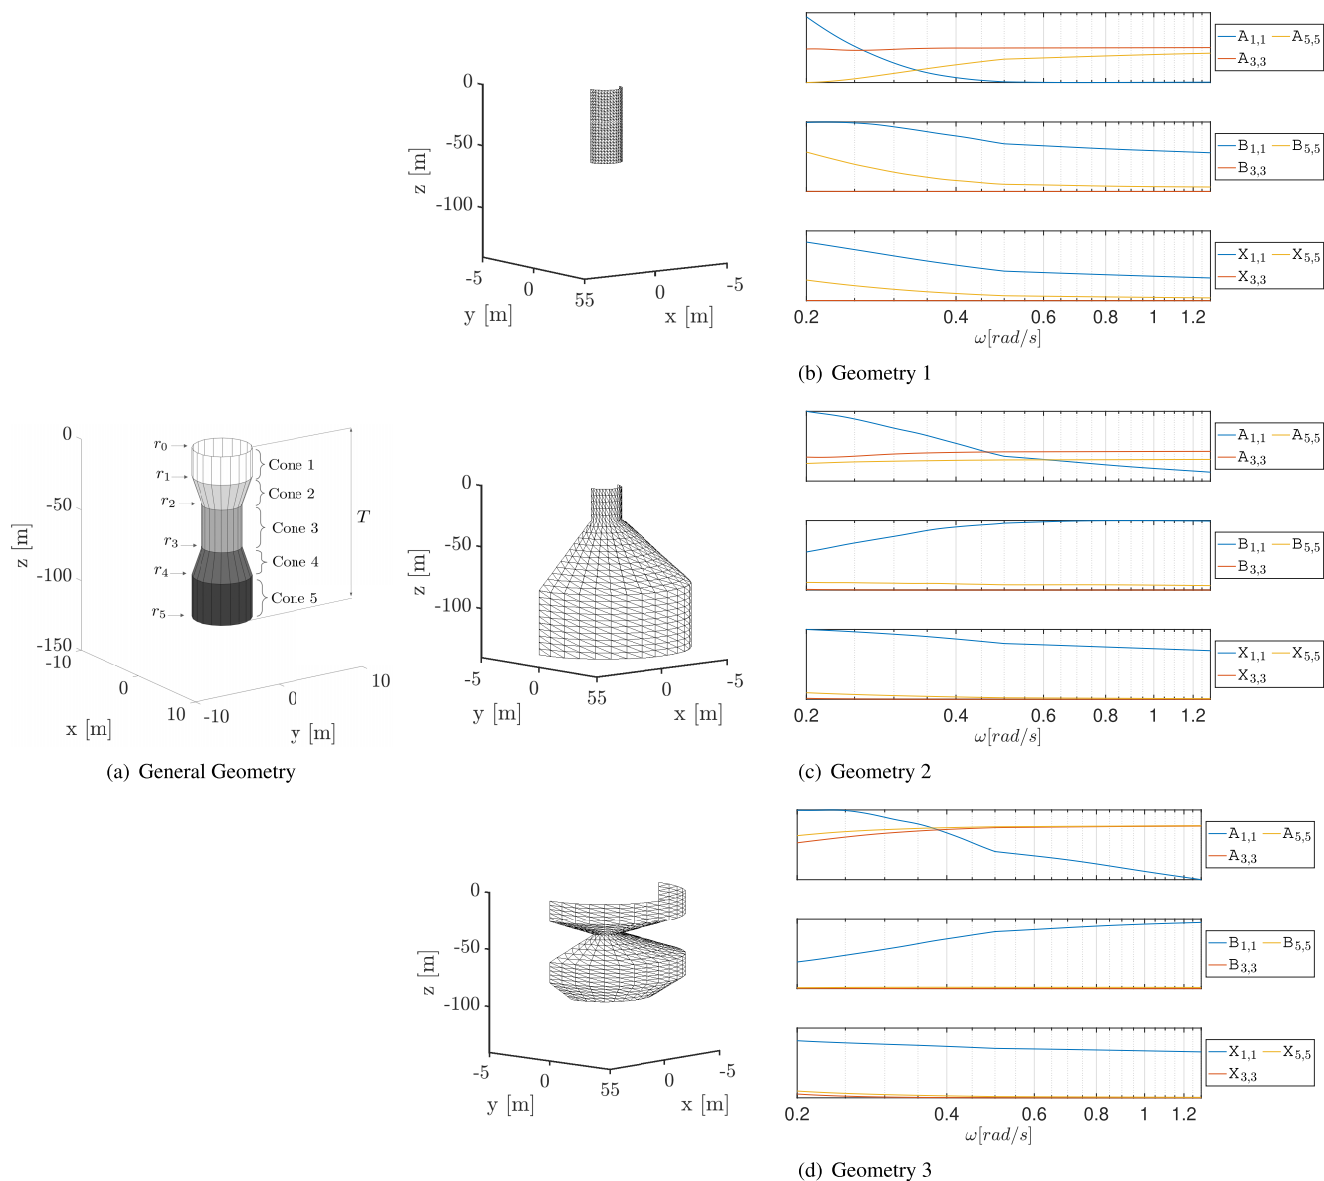 0
-50
-100
z [m]
-5
0
55
0
-5
y [m]
x [m]
A1,1 A5,5
A3,3
B1,1 B5,5
B3,3
X1,1 X5,5
X3,3
0.2 0.4 0.6 0.8 1 1.2
ω[rad/s]
(b) Geometry 1
0
-50
-100
-150
z [m]
-10
0
10
-10
0
10
x [m]
y [m]
r0
r1
r2
r3
r4
r5
Cone 1
Cone 2
Cone 3
Cone 4
Cone 5
T
(a) General Geometry
0
-50
-100
z [m]
-5
0
55
0
-5
y [m]
x [m]
A1,1 A5,5
A3,3
B1,1 B5,5
B3,3
X1,1 X5,5
X3,3
0.2 0.4 0.6 0.8 1 1.2
ω[rad/s]
(c) Geometry 2
0
-50
-100
z [m]
-5
0
55
0
-5
y [m]
x [m]
A1,1 A5,5
A3,3
B1,1 B5,5
B3,3
X1,1 X5,5
X3,3
0.2 0.4 0.6 0.8 1 1.2
ω[rad/s]
(d) Geometry 3